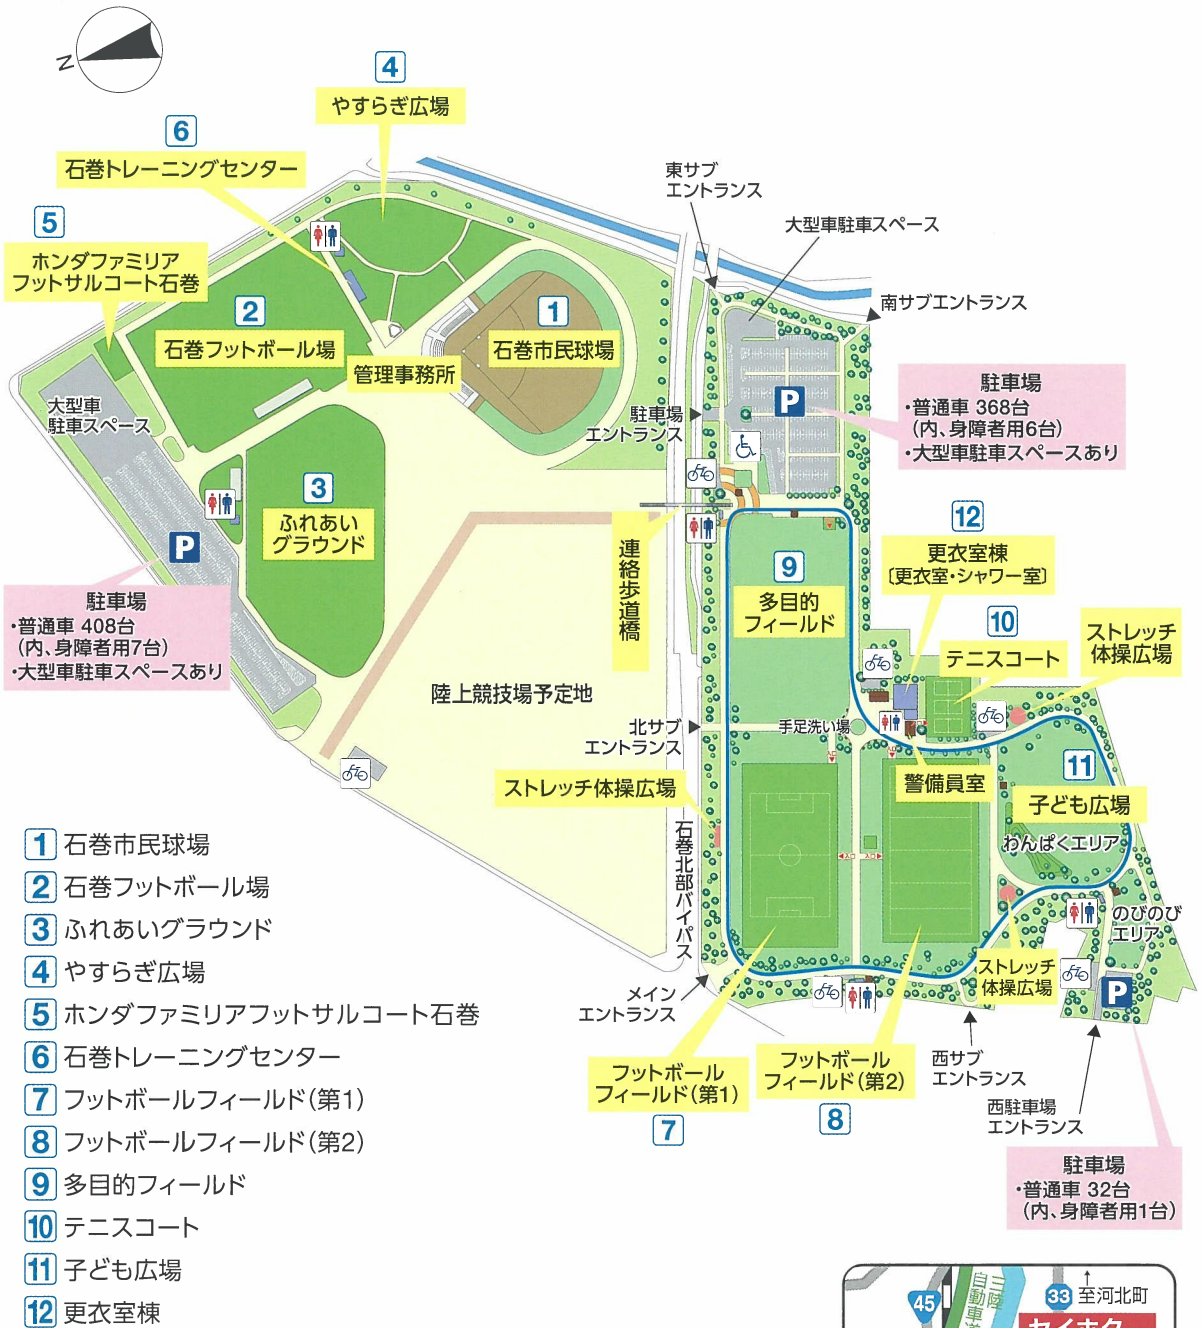 N
4
やすらぎ広場
6
石巻トレーニングセンター
5
ホンダファミリア
フットサルコート石巻
東サブ
エントランス
大型車駐車スペース
南サブエントランス
2
石巻フットボール場
1
石巻市民球場
管理事務所
大型車
駐車スペース
駐車場
エントランス
P
駐車場
・普通車 368台
(内、身障者用6台)
・大型車駐車スペースあり
3
ふれあい
グラウンド
P
駐車場
・普通車 408台
(内、身障者用7台)
・大型車駐車スペースあり
連絡歩道橋
9
多目的
フィールド
12
更衣室棟
〔更衣室・シャワー室〕
10
テニスコート
ストレッチ
体操広場
陸上競技場予定地
北サブ
エントランス
手足洗い場
警備員室
11
子ども広場
わんぱくエリア
ストレッチ体操広場
石巻北部バイパス
入口
入口
入口
入口
のびのび
エリア
ストレッチ
体操広場
P
メイン
エントランス
フットボール
フィールド(第1)
7
フットボール
フィールド(第2)
8
西サブ
エントランス
西駐車場
エントランス
駐車場
・普通車 32台
(内、身障者用1台)
1 石巻市民球場
2 石巻フットボール場
3 ふれあいグラウンド
4 やすらぎ広場
5 ホンダファミリアフットサルコート石巻
6 石巻トレーニングセンター
7 フットボールフィールド(第1)
8 フットボールフィールド(第2)
9 多目的フィールド
10 テニスコート
11 子ども広場
12 更衣室棟
45
三陸
自動車道
33
至河北町
セイホク